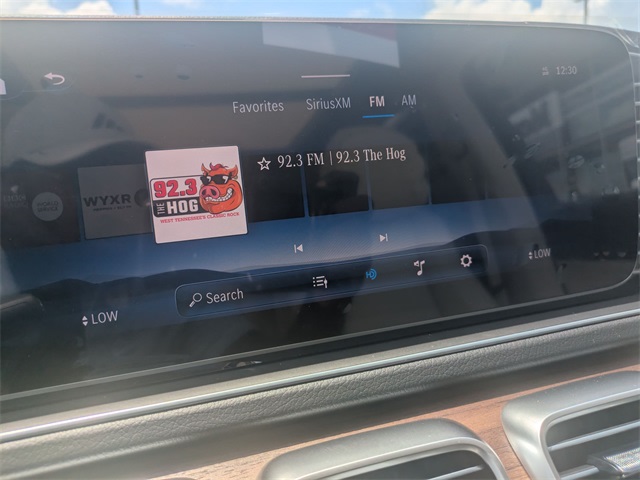 12:30
Favorites SiriusXM FM AM
92.3 FM | 92.3 The Hog
WYXR
92.3
THE HOG
WEST TENNESSEE'S CLASSIC ROCK
Search
LOW
LOW